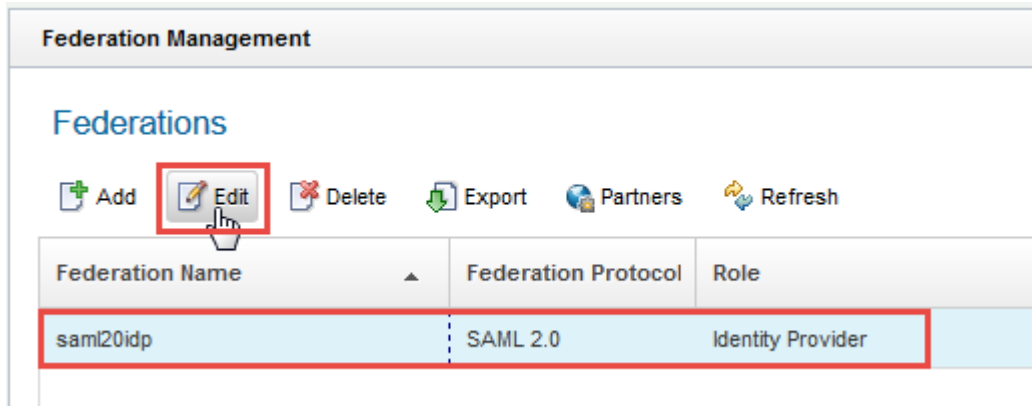 Federation Management
Federations
Add Edit Delete Export Partners Refresh
Federation Name Federation Protocol Role
saml20idp SAML 2.0 Identity Provider